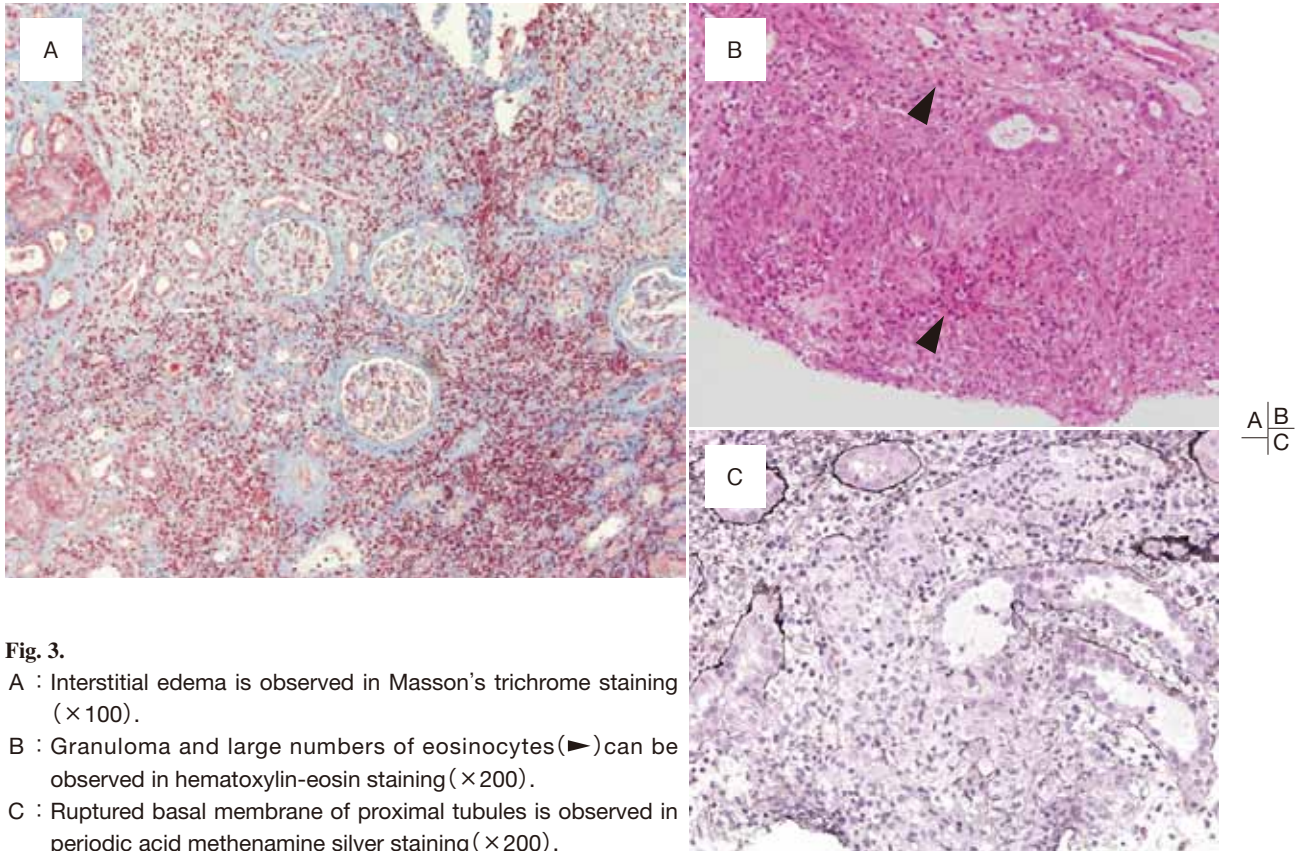 A
B
C
A B
C
Fig. 3.
A : Interstitial edema is observed in Masson's trichrome staining
(×100).
B : Granuloma and large numbers of eosinocytes(►)can be
observed in hematoxylin-eosin staining(×200).
C : Ruptured basal membrane of proximal tubules is observed in
periodic acid methenamine silver staining(×200).